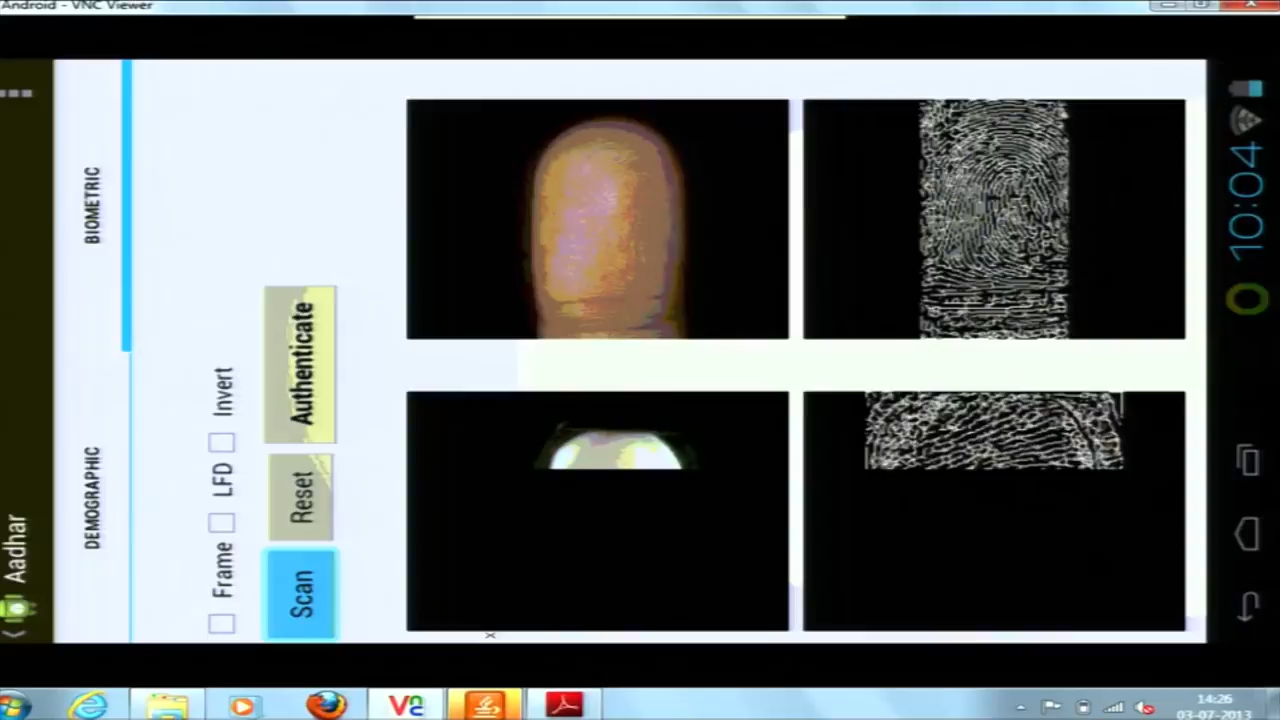 Android - VNC Viewer
Aadhar
DEMOGRAPHIC
BIOMETRIC
Frame
LFD
Invert
Scan
Reset
Authenticate
10:04
14:26
03-07-2013